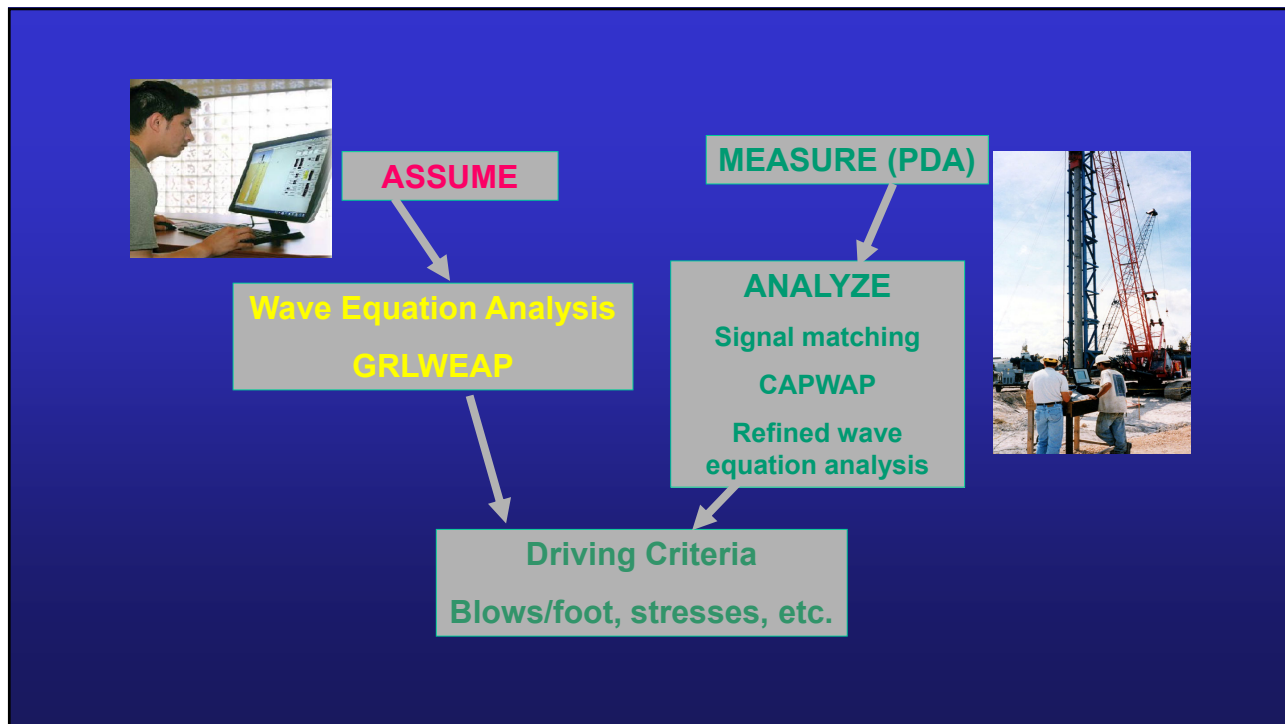 ASSUME
Wave Equation Analysis
GRLWEAP
MEASURE (PDA)
ANALYZE
Signal matching
CAPWAP
Refined wave
equation analysis
Driving Criteria
Blows/foot, stresses, etc.